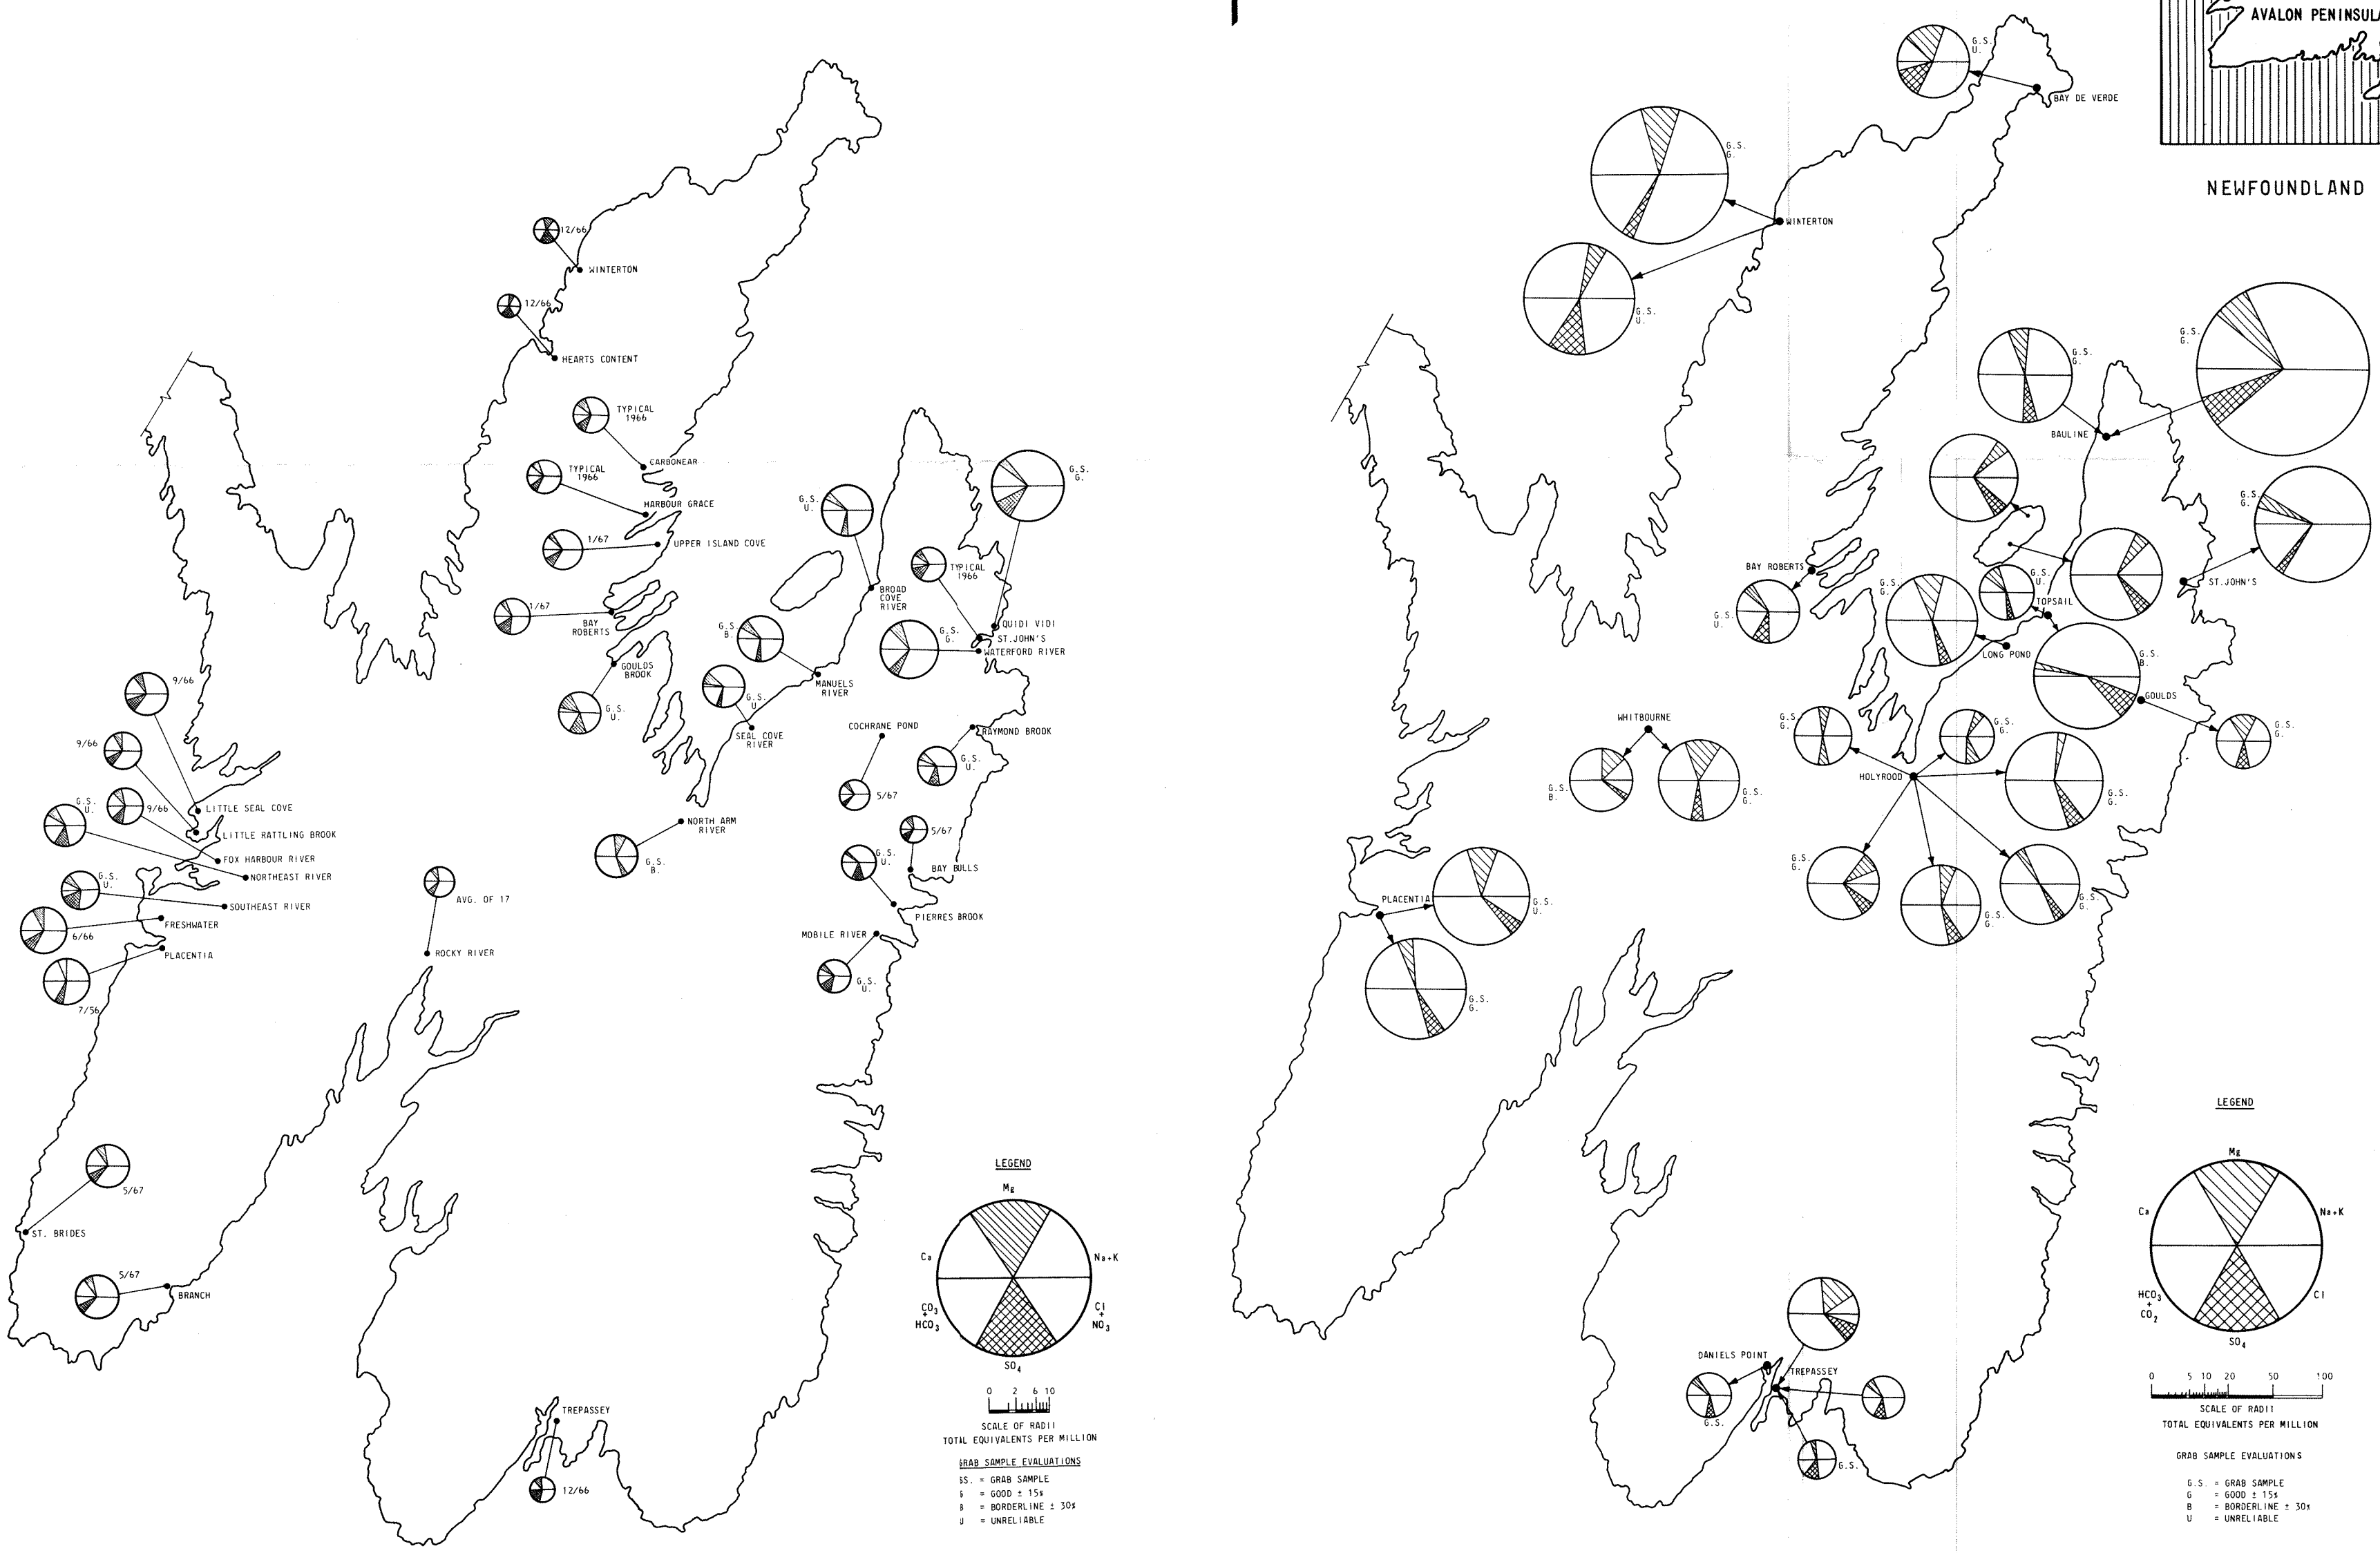 12/66
WINTERTON
12/66
HEARTS CONTENT
TYPICAL
1966
CARBONEAR
TYPICAL
1966
HARBOUR GRACE
1/67
UPPER ISLAND COVE
1/67
BAY
ROBERTS
GOULDS
BROOK
G.S.
U.
G.S.
U.
BROAD
COVE
RIVER
G.S.
G.
TYPICAL
1966
QUIDI VIDI
ST.JOHN'S
WATERFORD RIVER
G.S.
G.
G.S.
B.
MANUELS
RIVER
G.S.
U.
SEAL COVE
RIVER
COCHRANE POND
5/67
RAYMOND BROOK
G.S.
U.
NORTH ARM
RIVER
G.S.
B.
5/67
BAY BULLS
G.S.
U.
PIERRES BROOK
MOBILE RIVER
G.S.
U.
9/66
LITTLE SEAL COVE
9/66
LITTLE RATTLING BROOK
9/66
FOX HARBOUR RIVER
G.S.
U.
NORTHEAST RIVER
G.S.
U.
SOUTHEAST RIVER
FRESHWATER
6/66
PLACENTIA
7/56
AVG. OF 17
ROCKY RIVER
5/67
ST. BRIDES
5/67
BRANCH
TREPASSEY
12/66
LEGEND
Mg
Ca
Na+K
CO3
+
HCO3
Cl
+
NO3
SO4
0 2 6 10
SCALE OF RADII
TOTAL EQUIVALENTS PER MILLION
GRAB SAMPLE EVALUATIONS
GS. = GRAB SAMPLE
G = GOOD ± 15%
B = BORDERLINE ± 30%
U = UNRELIABLE
AVALON PENINSULA
NEWFOUNDLAND
G.S.
U.
BAY DE VERDE
G.S.
G.
WINTERTON
G.S.
U.
G.S.
G.
G.S.
G.
BAULINE
G.S.
G.
ST.JOHN'S
BAY ROBERTS
G.S.
U.
G.S.
G.
G.S.
U.
TOPSAIL
LONG POND
G.S.
B.
GOULDS
G.S.
G.
WHITBOURNE
G.S.
B.
G.S.
G.
G.S.
G.
G.S.
G.
HOLYROOD
G.S.
G.
G.S.
G.
G.S.
G.
G.S.
G.
PLACENTIA
G.S.
U.
G.S.
G.
DANIELS POINT
G.S.
TREPASSEY
G.S.
LEGEND
Mg
Ca
Na+K
HCO3
+
CO2
Cl
SO4
0 5 10 20 50 100
SCALE OF RADII
TOTAL EQUIVALENTS PER MILLION
GRAB SAMPLE EVALUATIONS
G.S. = GRAB SAMPLE
G = GOOD ± 15%
B = BORDERLINE ± 30%
U = UNRELIABLE